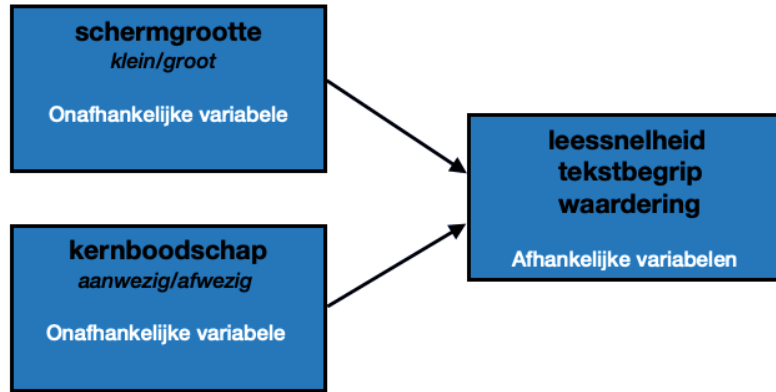 schermgrootte
klein/groot
Onafhankelijke variabele
kernboodschap
aanwezig/afwezig
Onafhankelijke variabele
leessnelheid
tekstbegrip
waardering
Afhankelijke variabelen